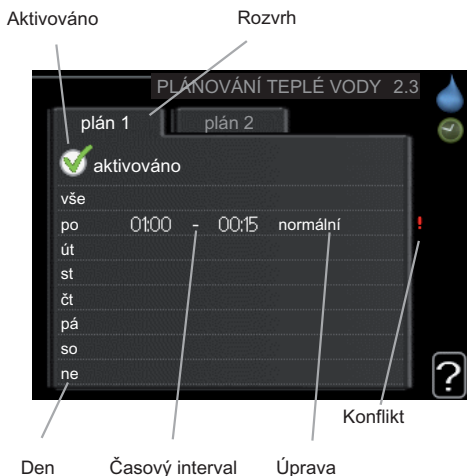 Aktivováno Rozvrh
PLÁNOVÁNÍ TEPLÉ VODY 2.3
plán 1 plán 2
aktivováno
vše
po 01:00 - 00:15 normální !
út
st
čt
pá
so
ne
?
Konflikt
Den Časový interval Úprava